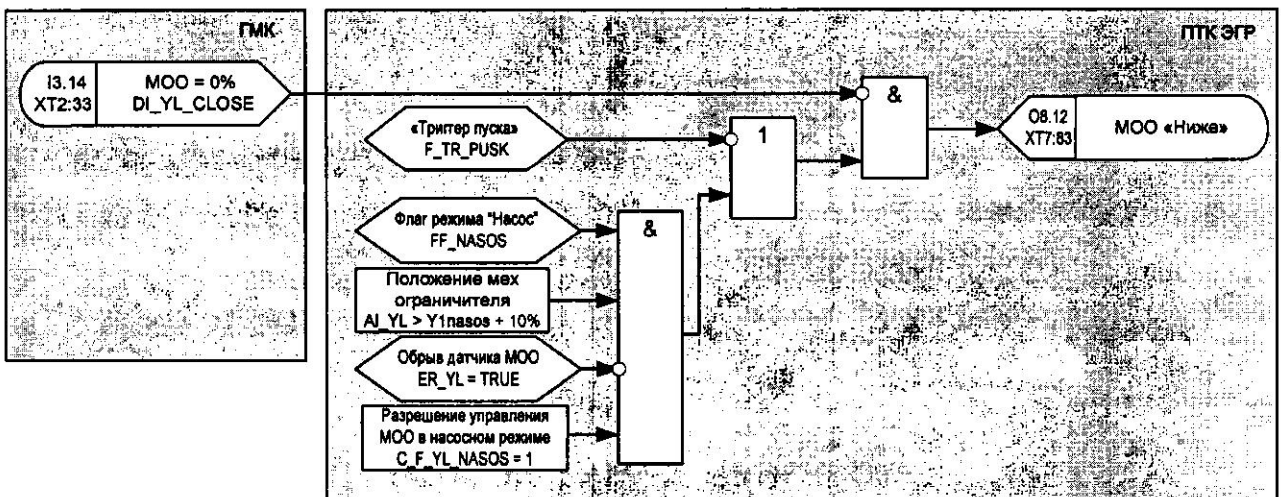 ГМК
ПТК ЭГР
I3.14
XT2:33
МОО = 0%
DI_YL_CLOSE
&
O8.12
XT7:83
МОО «Ниже»
«Триггер пуска»
F_TR_PUSK
1
Флаг режима "Насос"
FF_NASOS
&
Положение мех
ограничителя
AI_YL > Y1nasos + 10%
Обрыв датчика МОО
ER_YL = TRUE
Разрешение управления
МОО в насосном режиме
C_F_YL_NASOS = 1